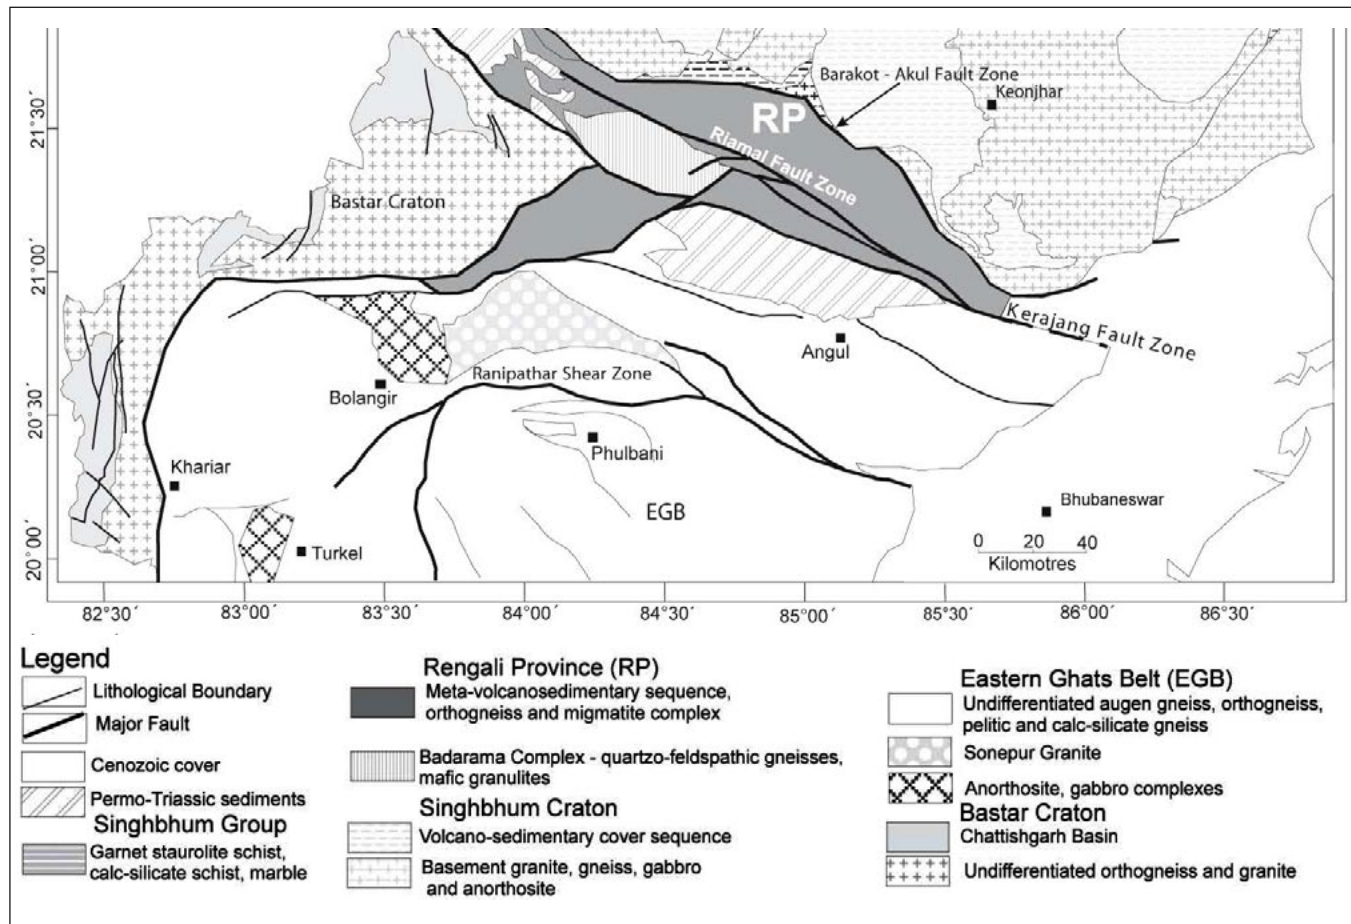 Barakot - Akul Fault Zone
Keonjhar
RP
Riamal Fault Zone
Bastar Craton
Kerajang Fault Zone
Angul
Ranipathar Shear Zone
Bolangir
Phulbani
Khariar
EGB
Bhubaneswar
Turkel
0 20 40
Kilomotres
21°30´
21°00´
20°30´
20°00´
82°30´ 83°00´ 83°30´ 84°00´ 84°30´ 85°00´ 85°30´ 86°00´ 86°30´
Legend
Lithological Boundary
Major Fault
Cenozoic cover
Permo-Triassic sediments
Singhbhum Group
Garnet staurolite schist,
calc-silicate schist, marble
Rengali Province (RP)
Meta-volcanosedimentary sequence,
orthogneiss and migmatite complex
Badarama Complex - quartzo-feldspathic gneisses,
mafic granulites
Singhbhum Craton
Volcano-sedimentary cover sequence
Basement granite, gneiss, gabbro
and anorthosite
Eastern Ghats Belt (EGB)
Undifferentiated augen gneiss, orthogneiss,
pelitic and calc-silicate gneiss
Sonepur Granite
Anorthosite, gabbro complexes
Bastar Craton
Chattishgarh Basin
Undifferentiated orthogneiss and granite